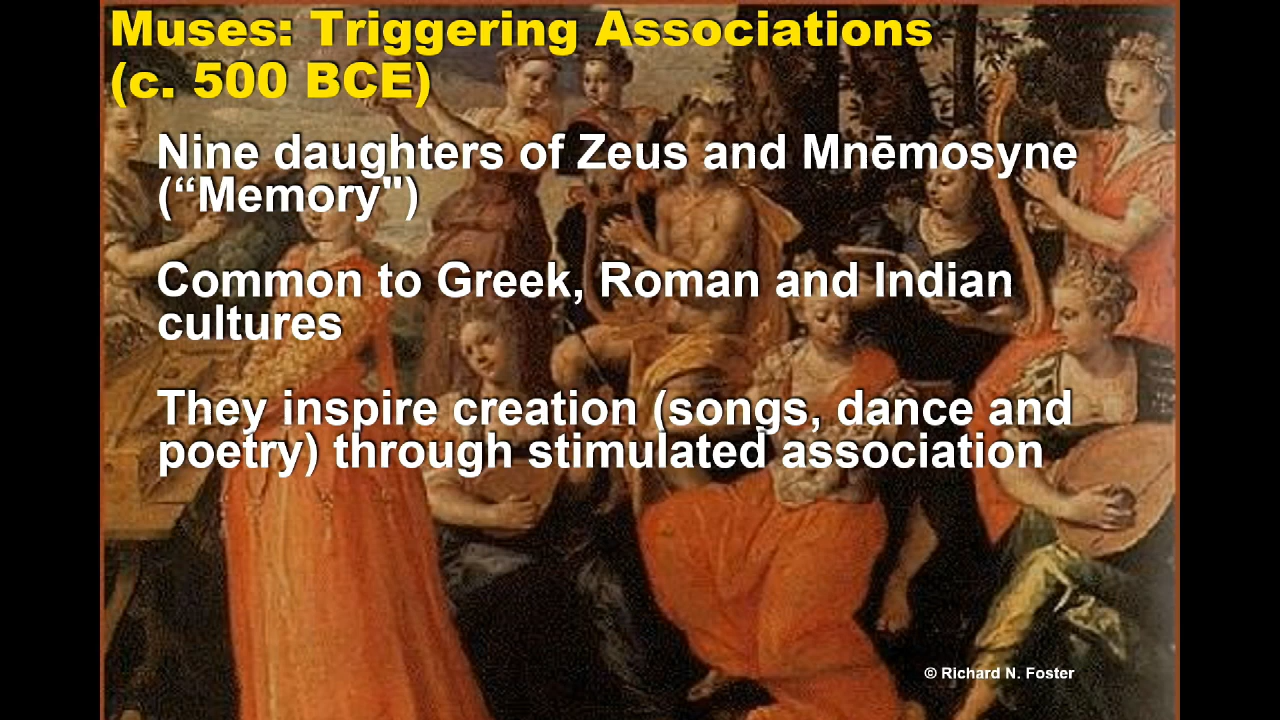 Muses: Triggering Associations
(c. 500 BCE)
Nine daughters of Zeus and Mnēmosyne
(“Memory")
Common to Greek, Roman and Indian
cultures
They inspire creation (songs, dance and
poetry) through stimulated association
© Richard N. Foster